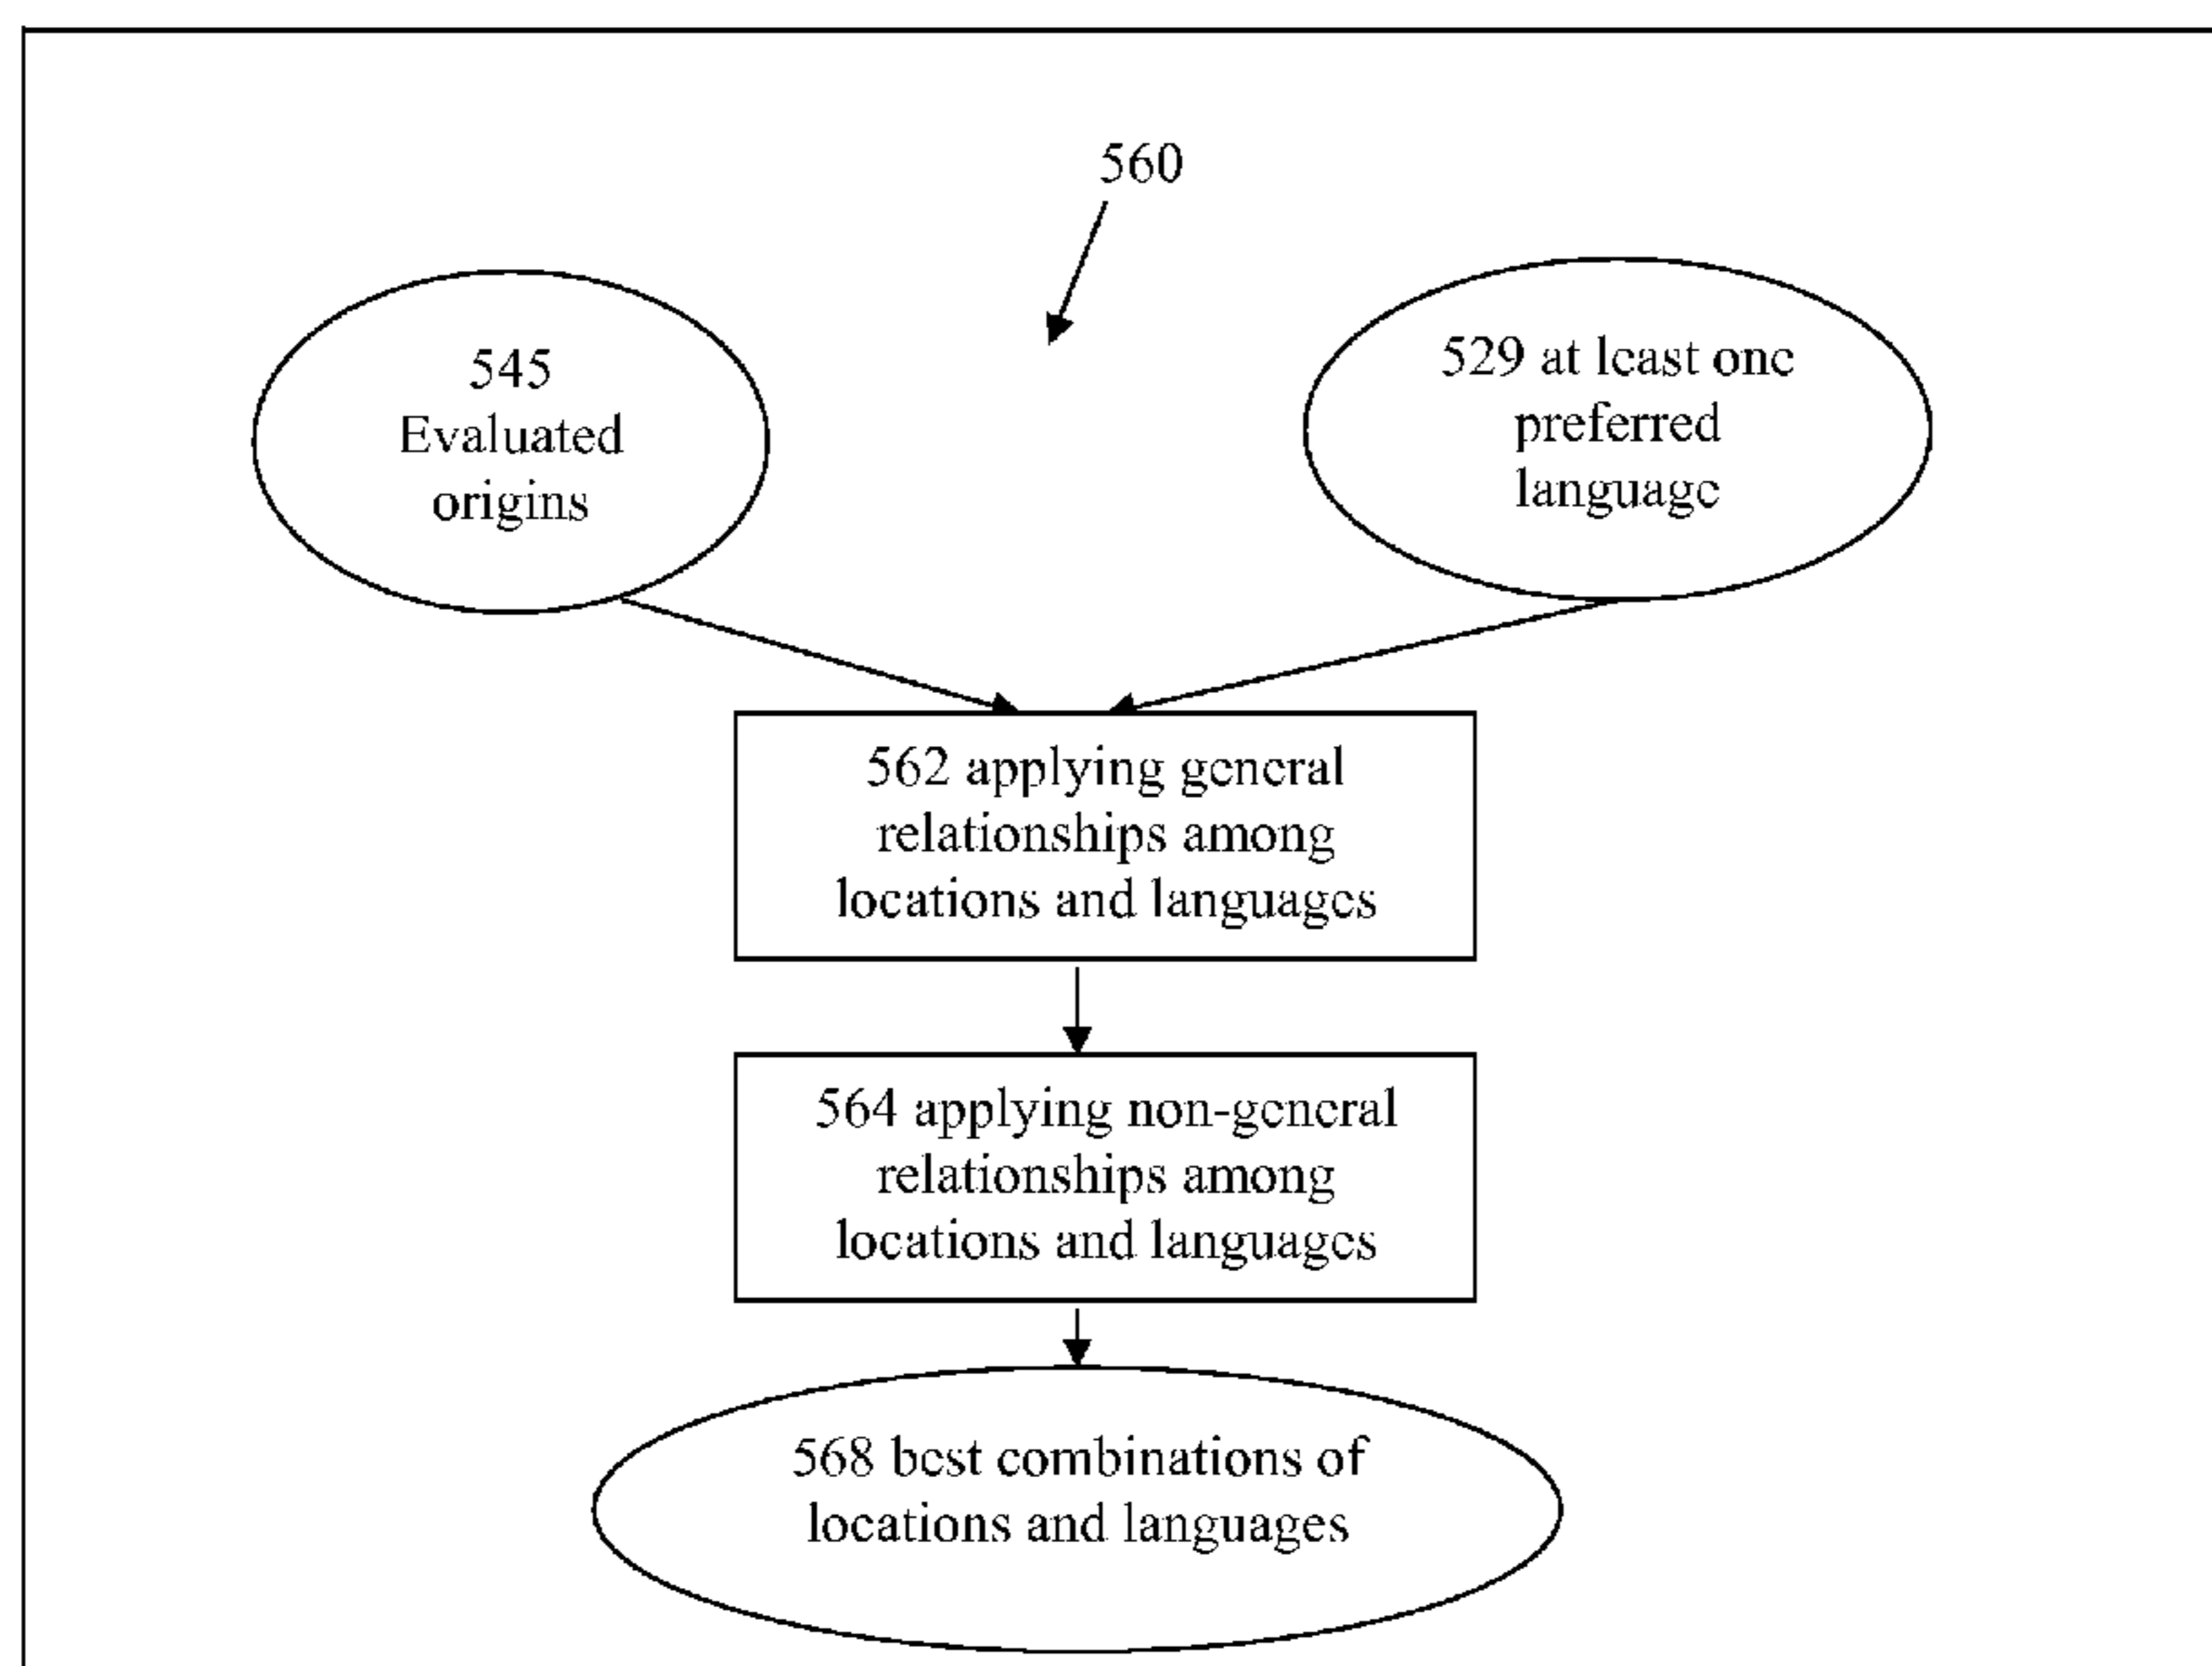 560
545
Evaluated
origins
529 at least one
preferred
language
562 applying general
relationships among
locations and languages
564 applying non-general
relationships among
locations and languages
568 best combinations of
locations and languages